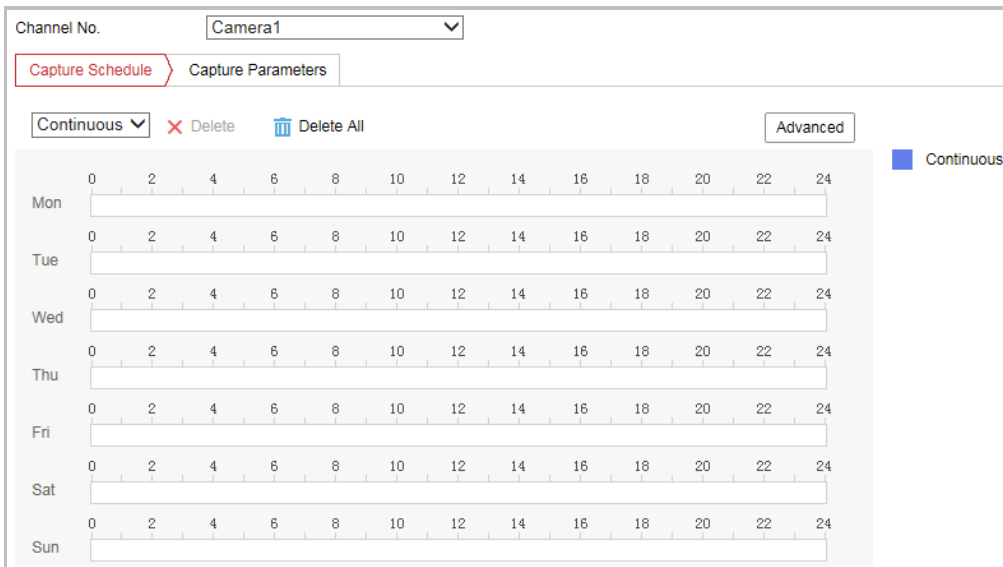 Channel No. Camera1
Capture Schedule Capture Parameters
Continuous Delete Delete All Advanced
Continuous
0 2 4 6 8 10 12 14 16 18 20 22 24
Mon
0 2 4 6 8 10 12 14 16 18 20 22 24
Tue
0 2 4 6 8 10 12 14 16 18 20 22 24
Wed
0 2 4 6 8 10 12 14 16 18 20 22 24
Thu
0 2 4 6 8 10 12 14 16 18 20 22 24
Fri
0 2 4 6 8 10 12 14 16 18 20 22 24
Sat
0 2 4 6 8 10 12 14 16 18 20 22 24
Sun